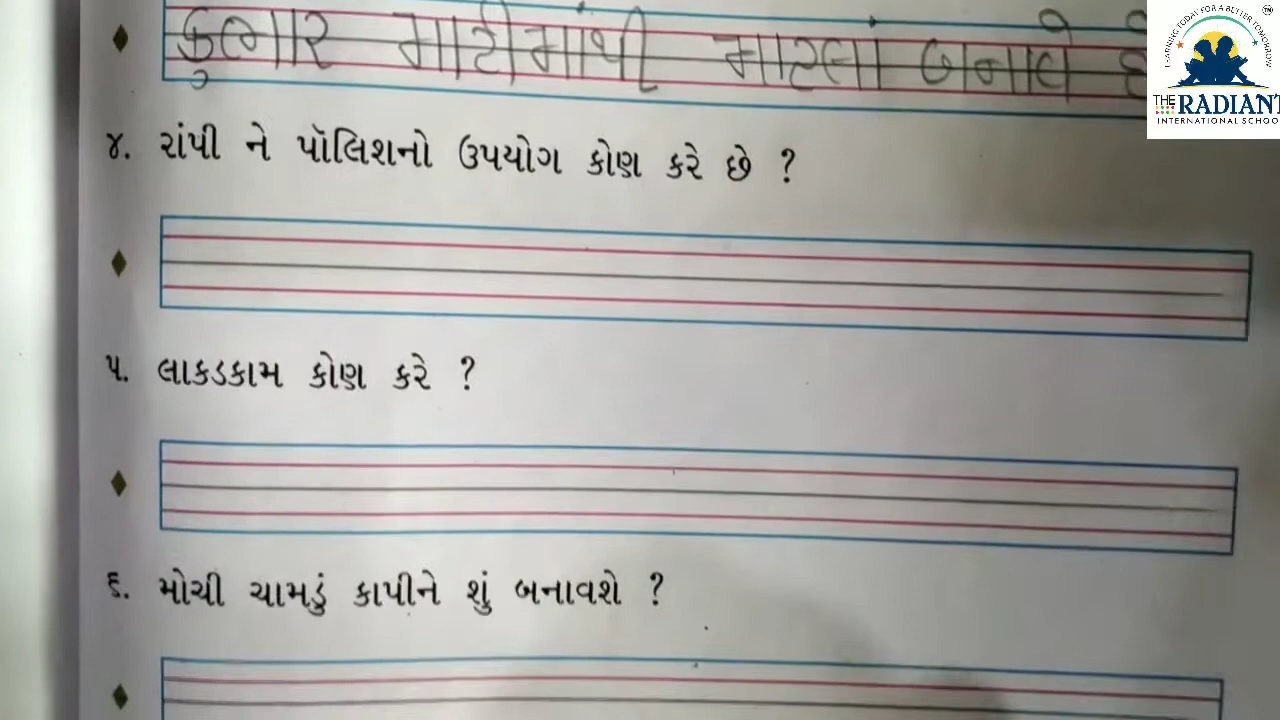 કુભાર માટીમાંથી માટલાં બનાવે છે
૪. રાંપી ને પૉલિશનો ઉપયોગ કોણ કરે છે ?
૫. લાકડકામ કોણ કરે ?
૬. મોચી ચામડું કાપીને શું બનાવશે ?
LEARNING TODAY FOR A BETTER TOMORROW
THE RADIANT
INTERNATIONAL SCHOO